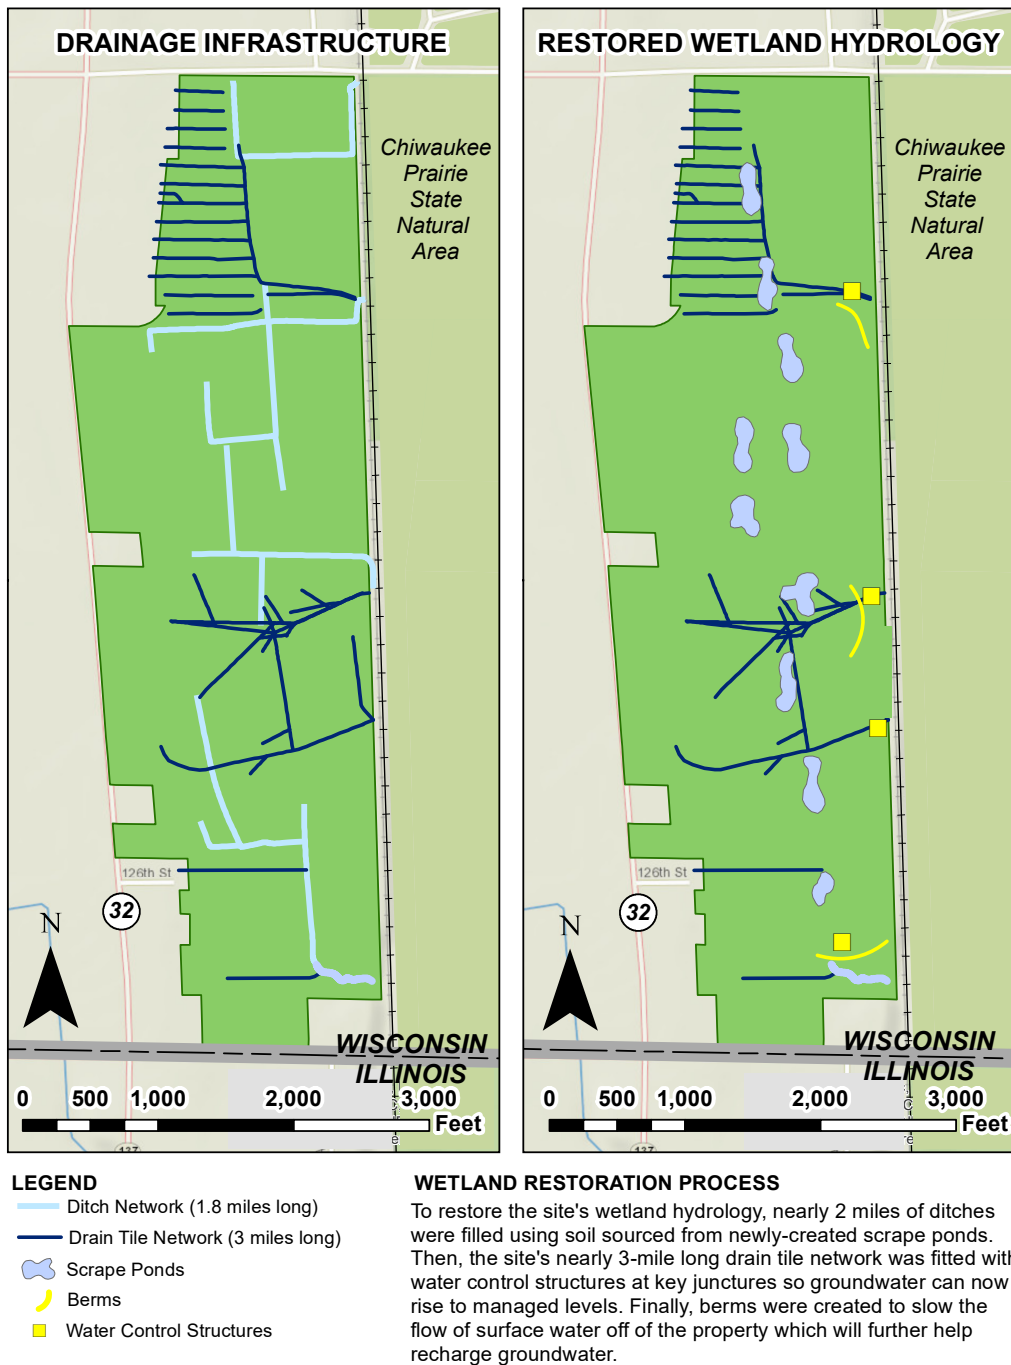 DRAINAGE INFRASTRUCTURE
Chiwaukee
Prairie
State
Natural
Area
126th St
32
N
WISCONSIN
ILLINOIS
0 500 1,000 2,000 3,000
Feet
137
e
RESTORED WETLAND HYDROLOGY
Chiwaukee
Prairie
State
Natural
Area
126th St
32
N
WISCONSIN
ILLINOIS
0 500 1,000 2,000 3,000
Feet
re
LEGEND
Ditch Network (1.8 miles long)
Drain Tile Network (3 miles long)
Scrape Ponds
Berms
Water Control Structures
WETLAND RESTORATION PROCESS
To restore the site's wetland hydrology, nearly 2 miles of ditches
were filled using soil sourced from newly-created scrape ponds.
Then, the site's nearly 3-mile long drain tile network was fitted with
water control structures at key junctures so groundwater can now
rise to managed levels. Finally, berms were created to slow the
flow of surface water off of the property which will further help
recharge groundwater.